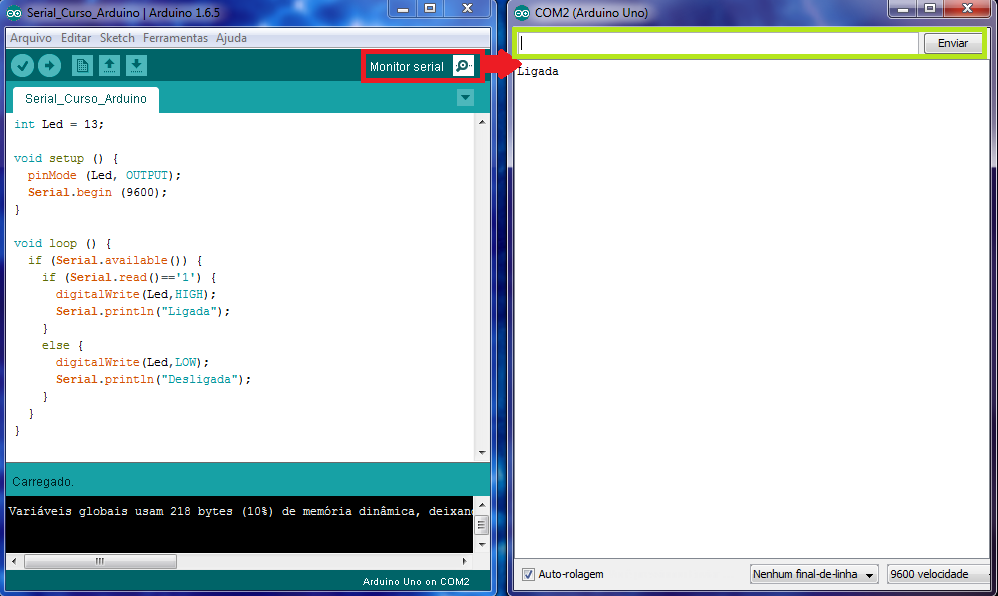 Serial_Curso_Arduino | Arduino 1.6.5
Arquivo Editar Sketch Ferramentas Ajuda
Monitor serial
Serial_Curso_Arduino
int Led = 13;
void setup () {
pinMode (Led, OUTPUT);
Serial.begin (9600);
}
void loop () {
if (Serial.available()) {
if (Serial.read()=='1') {
digitalWrite(Led,HIGH);
Serial.println("Ligada");
}
else {
digitalWrite(Led,LOW);
Serial.println("Desligada");
}
}
}
Carregado.
Variáveis globais usam 218 bytes (10%) de memória dinâmica, deixan
Arduino Uno on COM2
COM2 (Arduino Uno)
Enviar
Ligada
Auto-rolagem
Nenhum final-de-linha
9600 velocidade